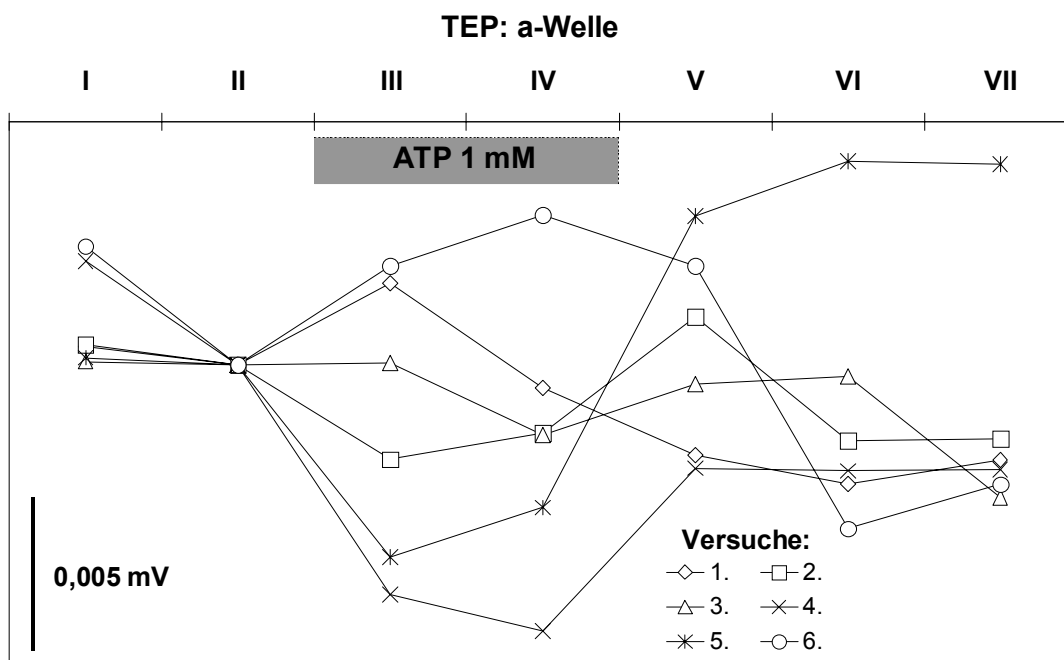 TEP: a-Welle
I II III IV V VI VII
ATP 1 mM
0,005 mV
Versuche:
1. 2.
3. 4.
5. 6.